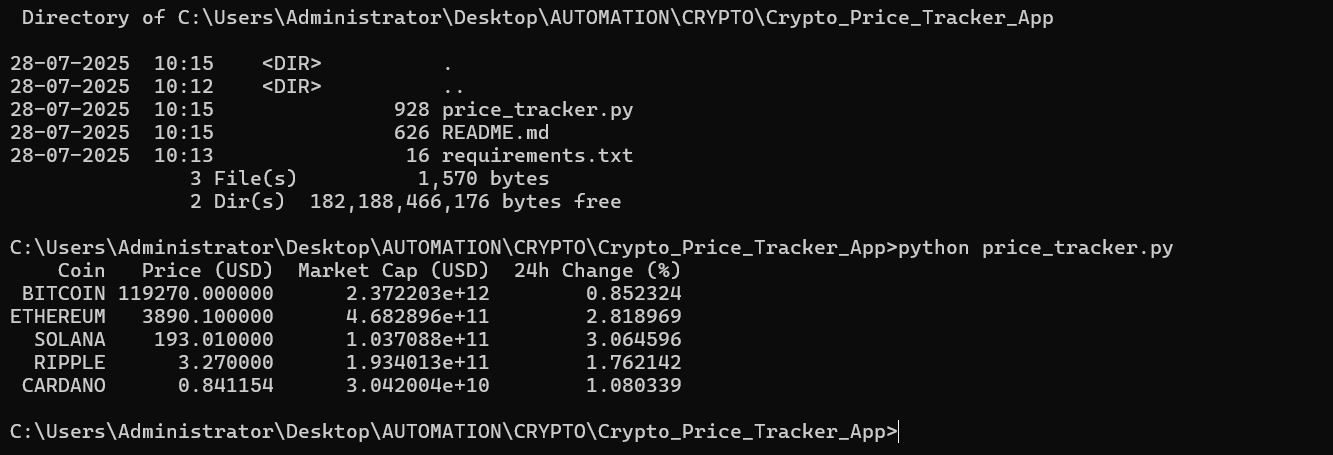 Directory of C:\Users\Administrator\Desktop\AUTOMATION\CRYPTO\Crypto_Price_Tracker_App
28-07-2025  10:15    <DIR>          .
28-07-2025  10:12    <DIR>          ..
28-07-2025  10:15               928 price_tracker.py
28-07-2025  10:15               626 README.md
28-07-2025  10:13                16 requirements.txt
               3 File(s)          1,570 bytes
               2 Dir(s)  182,188,466,176 bytes free
C:\Users\Administrator\Desktop\AUTOMATION\CRYPTO\Crypto_Price_Tracker_App>python price_tracker.py
    Coin   Price (USD)  Market Cap (USD)  24h Change (%)
 BITCOIN 119270.000000      2.372203e+12        0.852324
ETHEREUM   3890.100000      4.682896e+11        2.818969
  SOLANA    193.010000      1.037088e+11        3.064596
  RIPPLE      3.270000      1.934013e+11        1.762142
 CARDANO      0.841154      3.042004e+10        1.080339
C:\Users\Administrator\Desktop\AUTOMATION\CRYPTO\Crypto_Price_Tracker_App>